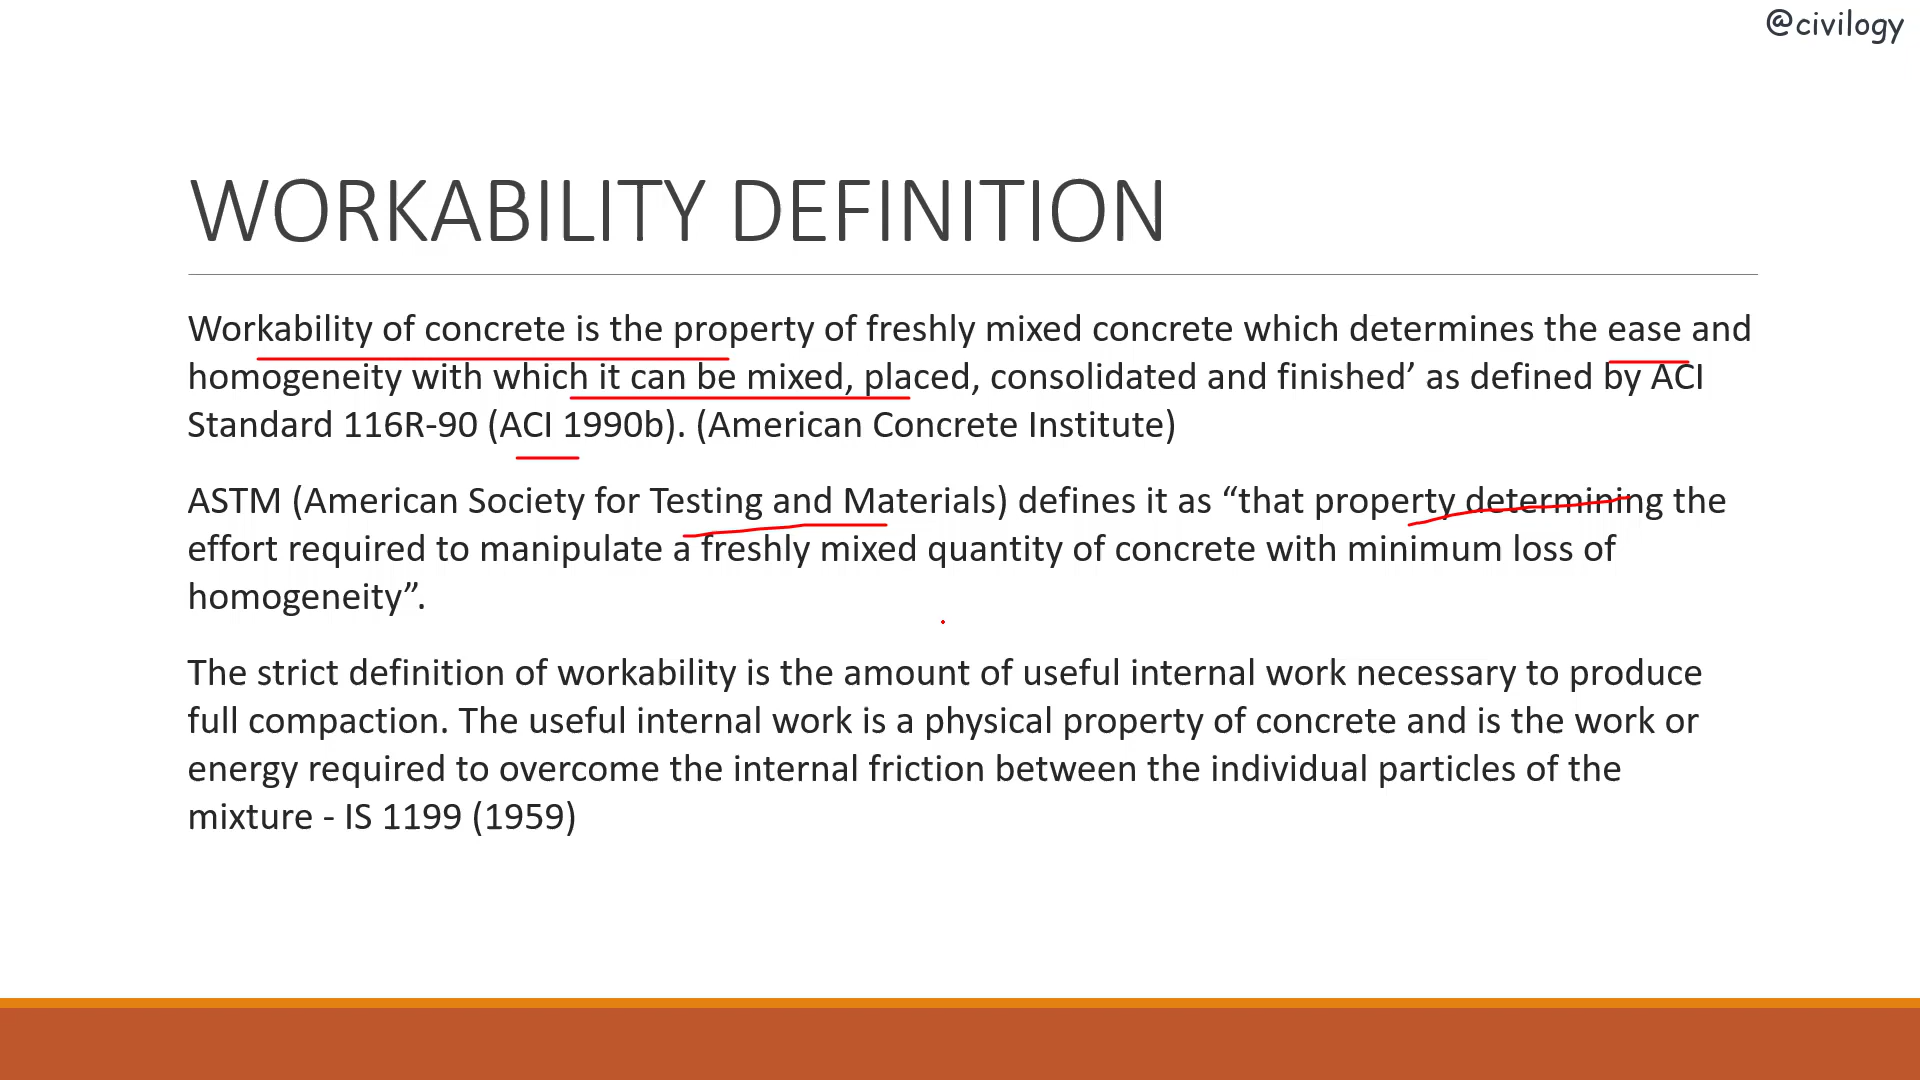 @civilogy
WORKABILITY DEFINITION
Workability of concrete is the property of freshly mixed concrete which determines the ease and
homogeneity with which it can be mixed, placed, consolidated and finished’ as defined by ACI
Standard 116R-90 (ACI 1990b). (American Concrete Institute)
ASTM (American Society for Testing and Materials) defines it as “that property determining the
effort required to manipulate a freshly mixed quantity of concrete with minimum loss of
homogeneity”.
The strict definition of workability is the amount of useful internal work necessary to produce
full compaction. The useful internal work is a physical property of concrete and is the work or
energy required to overcome the internal friction between the individual particles of the
mixture - IS 1199 (1959)